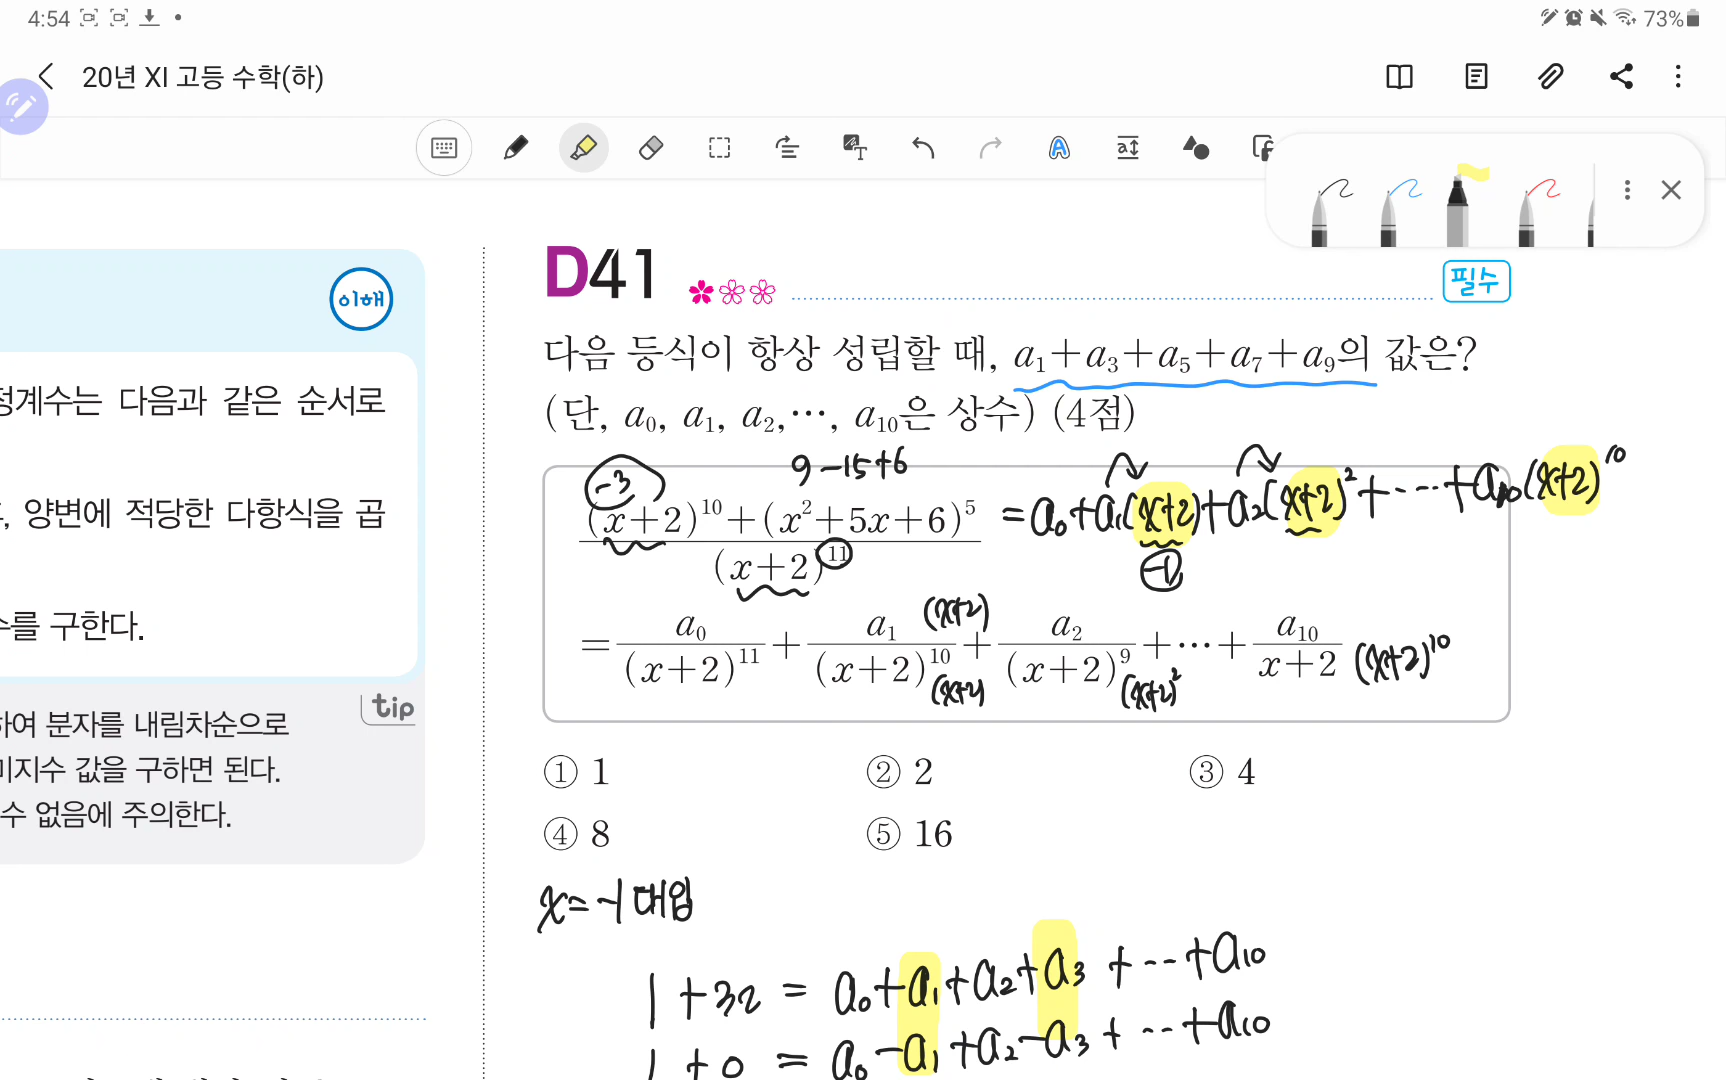 4:54
73%
20년 XI 고등 수학(하)
이해
정계수는 다음과 같은 순서로
, 양변에 적당한 다항식을 곱
수를 구한다.
tip
하여 분자를 내림차순으로
미지수 값을 구하면 된다.
수 없음에 주의한다.
D41
필수
다음 등식이 항상 성립할 때, a₁+a₃+a₅+a₇+a₉의 값은?
(단, a₀, a₁, a₂,⋯, a₁₀은 상수) (4점)
-3
9-15+6
(x+2)¹⁰+(x²+5x+6)⁵ / (x+2)¹¹ = a₀+a₁(x+2)+a₂(x+2)²+⋯+a₁₀(x+2)¹⁰
-1
= a₀/(x+2)¹¹ + a₁/(x+2)¹⁰ + a₂/(x+2)⁹ +⋯+ a₁₀/x+2 (x+2)¹⁰
(x+2)
(x+2)
(x+2)²
① 1
② 2
③ 4
④ 8
⑤ 16
x=-1 대입
1+32 = a₀+a₁+a₂+a₃+⋯+a₁₀
1+0 = a₀-a₁+a₂-a₃+⋯+a₁₀